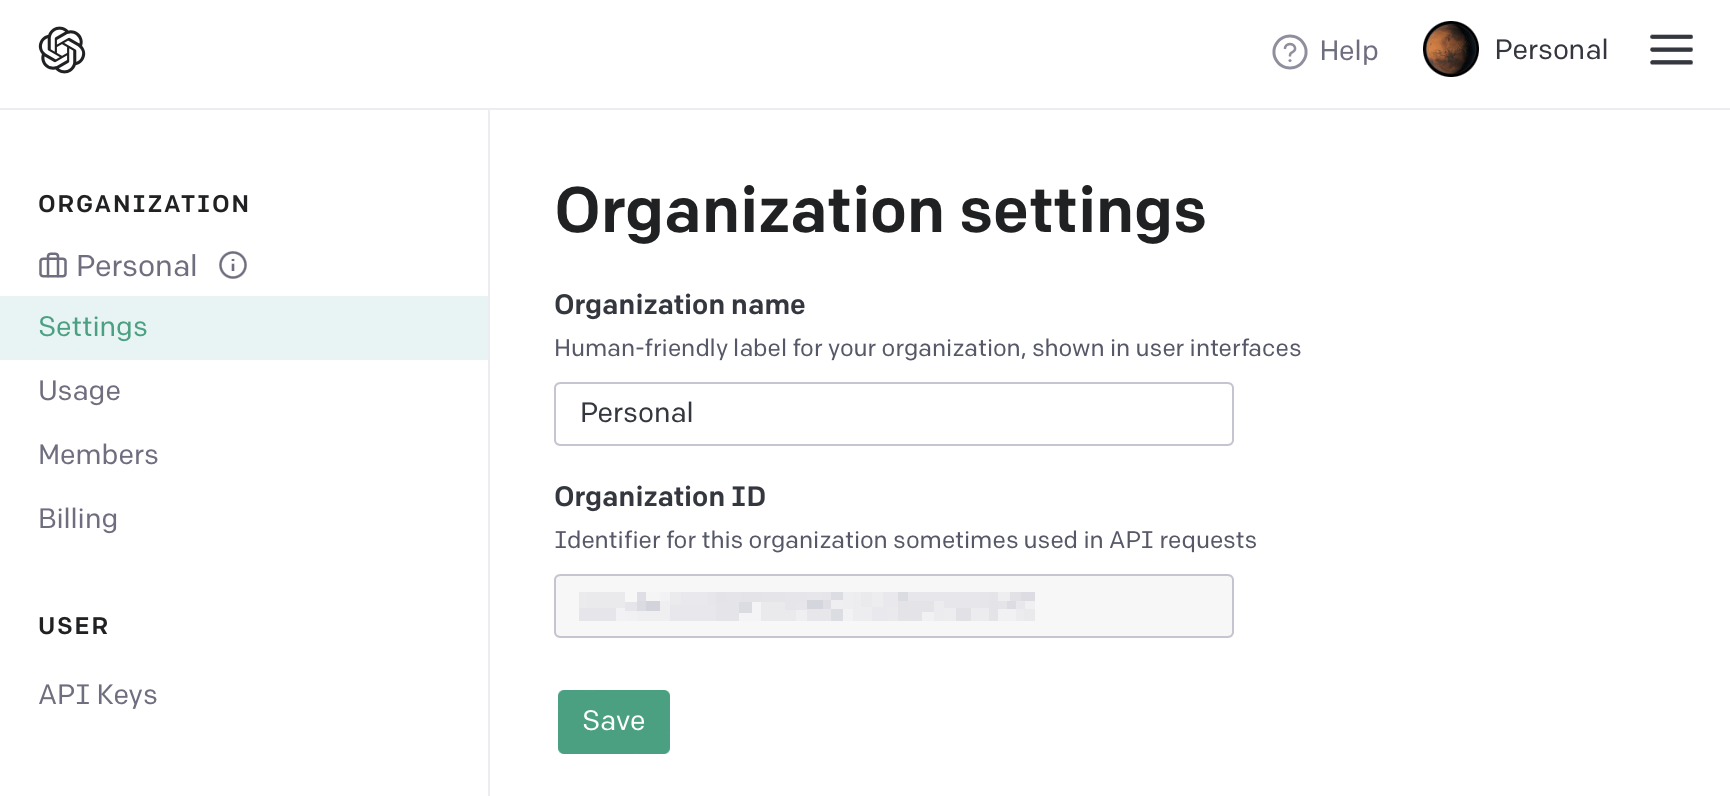 Help
Personal
ORGANIZATION
Personal
Settings
Usage
Members
Billing
USER
API Keys
Organization settings
Organization name
Human-friendly label for your organization, shown in user interfaces
Personal
Organization ID
Identifier for this organization sometimes used in API requests
Save